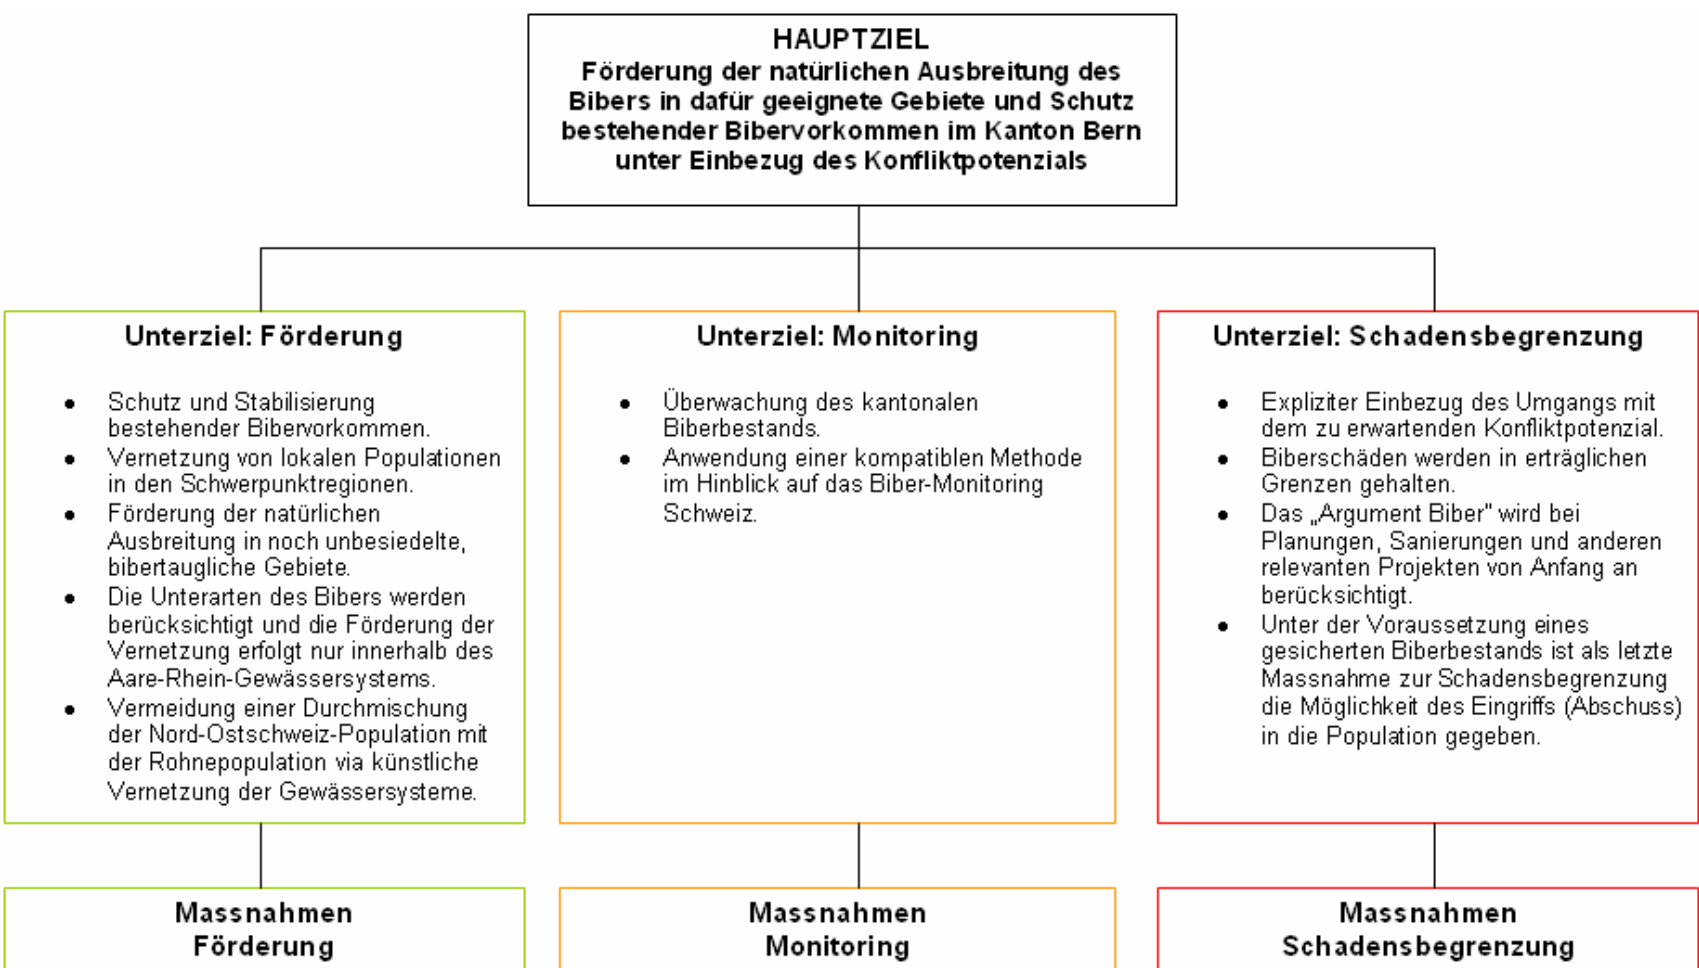 HAUPTZIEL
Förderung der natürlichen Ausbreitung des
Bibers in dafür geeignete Gebiete und Schutz
bestehender Bibervorkommen im Kanton Bern
unter Einbezug des Konfliktpotenzials
Unterziel: Förderung
● Schutz und Stabilisierung
bestehender Bibervorkommen.
● Vernetzung von lokalen Populationen
in den Schwerpunktregionen.
● Förderung der natürlichen
Ausbreitung in noch unbesiedelte,
bibertaugliche Gebiete.
● Die Unterarten des Bibers werden
berücksichtigt und die Förderung der
Vernetzung erfolgt nur innerhalb des
Aare-Rhein-Gewässersystems.
● Vermeidung einer Durchmischung
der Nord-Ostschweiz-Population mit
der Rohnepopulation via künstliche
Vernetzung der Gewässersysteme.
Unterziel: Monitoring
● Überwachung des kantonalen
Biberbestands.
● Anwendung einer kompatiblen Methode
im Hinblick auf das Biber-Monitoring
Schweiz.
Unterziel: Schadensbegrenzung
● Expliziter Einbezug des Umgangs mit
dem zu erwartenden Konfliktpotenzial.
● Biberschäden werden in erträglichen
Grenzen gehalten.
● Das „Argument Biber" wird bei
Planungen, Sanierungen und anderen
relevanten Projekten von Anfang an
berücksichtigt.
● Unter der Voraussetzung eines
gesicherten Biberbestands ist als letzte
Massnahme zur Schadensbegrenzung
die Möglichkeit des Eingriffs (Abschuss)
in die Population gegeben.
Massnahmen
Förderung
Massnahmen
Monitoring
Massnahmen
Schadensbegrenzung